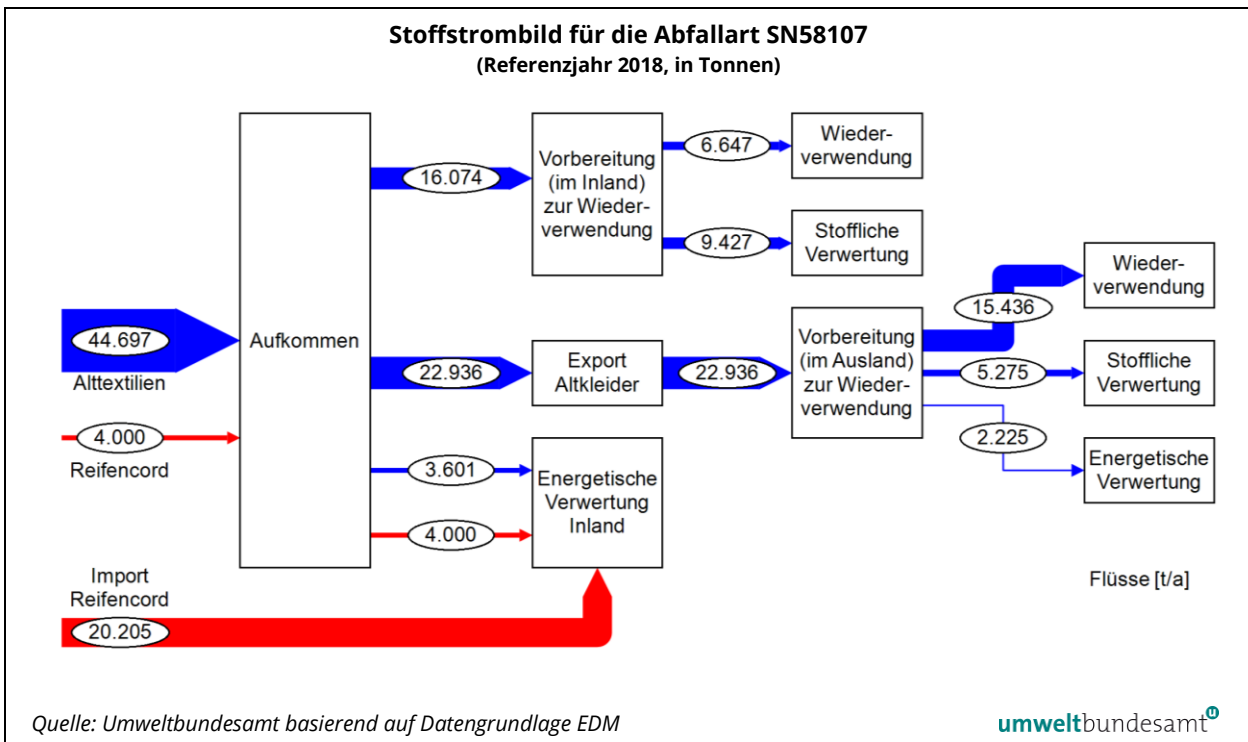 Stoffstrombild für die Abfallart SN58107
(Referenzjahr 2018, in Tonnen)
44.697
Alttextilien
4.000
Reifencord
Import
Reifencord
20.205
Aufkommen
16.074
22.936
3.601
4.000
Vorbereitung
(im Inland)
zur Wieder-
verwendung
Export
Altkleider
Energetische
Verwertung
Inland
6.647
9.427
22.936
Wieder-
verwendung
Stoffliche
Verwertung
Vorbereitung
(im Ausland)
zur Wieder-
verwendung
15.436
5.275
2.225
Wieder-
verwendung
Stoffliche
Verwertung
Energetische
Verwertung
Flüsse [t/a]
Quelle: Umweltbundesamt basierend auf Datengrundlage EDM
umweltbundesamt u